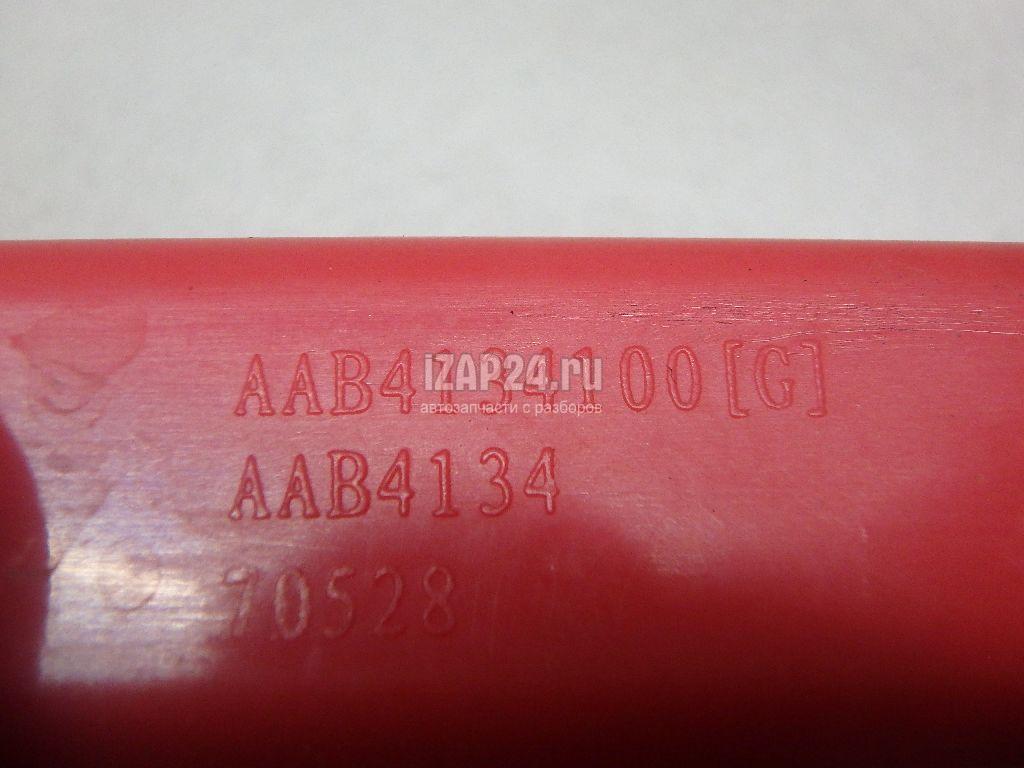 AAB4134100[G]
iZAP24.ru
автозапчасти с разборов
AAB4134
70528